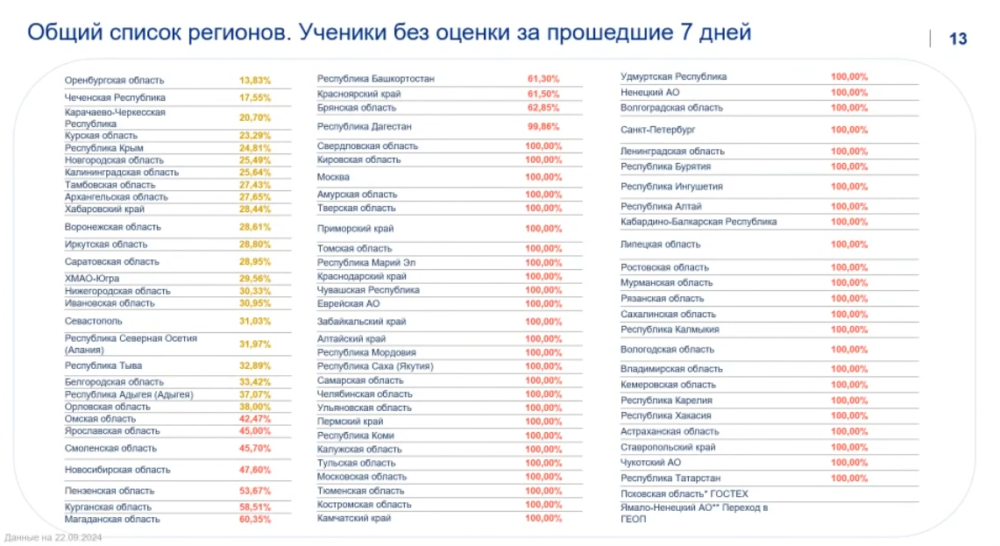 Общий список регионов. Ученики без оценки за прошедшие 7 дней
13
Оренбургская область 13,83%
Чеченская Республика 17,55%
Карачаево-Черкесская
Республика 20,70%
Курская область 23,29%
Республика Крым 24,81%
Новгородская область 25,49%
Калининградская область 25,64%
Тамбовская область 27,43%
Архангельская область 27,65%
Хабаровский край 28,44%
Воронежская область 28,61%
Иркутская область 28,80%
Саратовская область 28,95%
ХМАО-Югра 29,56%
Нижегородская область 30,33%
Ивановская область 30,95%
Севастополь 31,03%
Республика Северная Осетия
(Алания) 31,97%
Республика Тыва 32,89%
Белгородская область 33,42%
Республика Адыгея (Адыгея) 37,07%
Орловская область 38,00%
Омская область 42,47%
Ярославская область 45,00%
Смоленская область 45,70%
Новосибирская область 47,60%
Пензенская область 53,67%
Курганская область 58,51%
Магаданская область 60,35%
Республика Башкортостан 61,30%
Красноярский край 61,50%
Брянская область 62,85%
Республика Дагестан 99,86%
Свердловская область 100,00%
Кировская область 100,00%
Москва 100,00%
Амурская область 100,00%
Тверская область 100,00%
Приморский край 100,00%
Томская область 100,00%
Республика Марий Эл 100,00%
Краснодарский край 100,00%
Чувашская Республика 100,00%
Еврейская АО 100,00%
Забайкальский край 100,00%
Алтайский край 100,00%
Республика Мордовия 100,00%
Республика Саха (Якутия) 100,00%
Самарская область 100,00%
Челябинская область 100,00%
Ульяновская область 100,00%
Пермский край 100,00%
Республика Коми 100,00%
Калужская область 100,00%
Тульская область 100,00%
Московская область 100,00%
Тюменская область 100,00%
Костромская область 100,00%
Камчатский край 100,00%
Удмуртская Республика 100,00%
Ненецкий АО 100,00%
Волгоградская область 100,00%
Санкт-Петербург 100,00%
Ленинградская область 100,00%
Республика Бурятия 100,00%
Республика Ингушетия 100,00%
Республика Алтай 100,00%
Кабардино-Балкарская Республика 100,00%
Липецкая область 100,00%
Ростовская область 100,00%
Мурманская область 100,00%
Рязанская область 100,00%
Сахалинская область 100,00%
Республика Калмыкия 100,00%
Вологодская область 100,00%
Владимирская область 100,00%
Кемеровская область 100,00%
Республика Карелия 100,00%
Республика Хакасия 100,00%
Астраханская область 100,00%
Ставропольский край 100,00%
Чукотский АО 100,00%
Республика Татарстан 100,00%
Псковская область* ГОСТЕХ
Ямало-Ненецкий АО** Переход в
ГЕОП
Данные на 22.09.2024